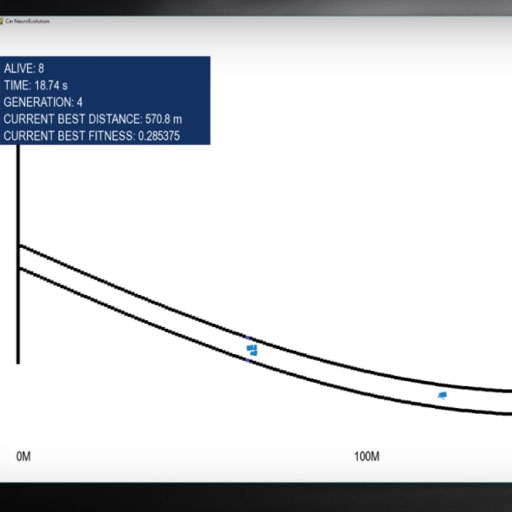 Car NeuroEvolution
ALIVE: 8
TIME: 18.74 s
GENERATION: 4
CURRENT BEST DISTANCE: 570.8 m
CURRENT BEST FITNESS: 0.285375
0M
100M